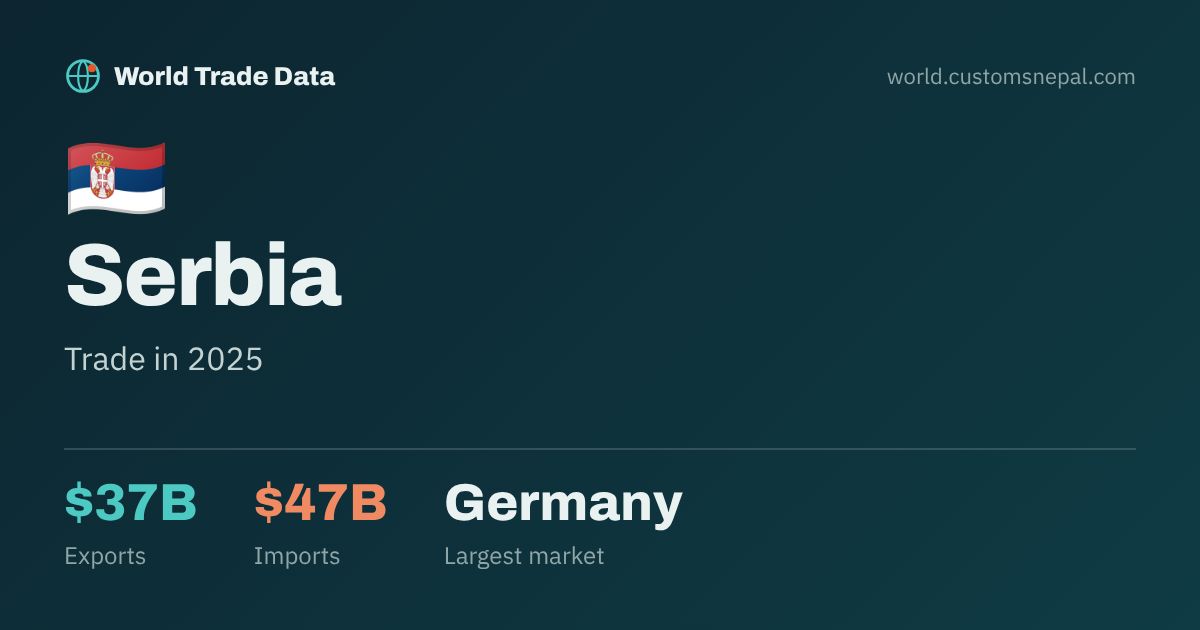 World Trade Data
world.customsnepal.com
Serbia
Trade in 2025
$37B $47B Germany
Exports Imports Largest market